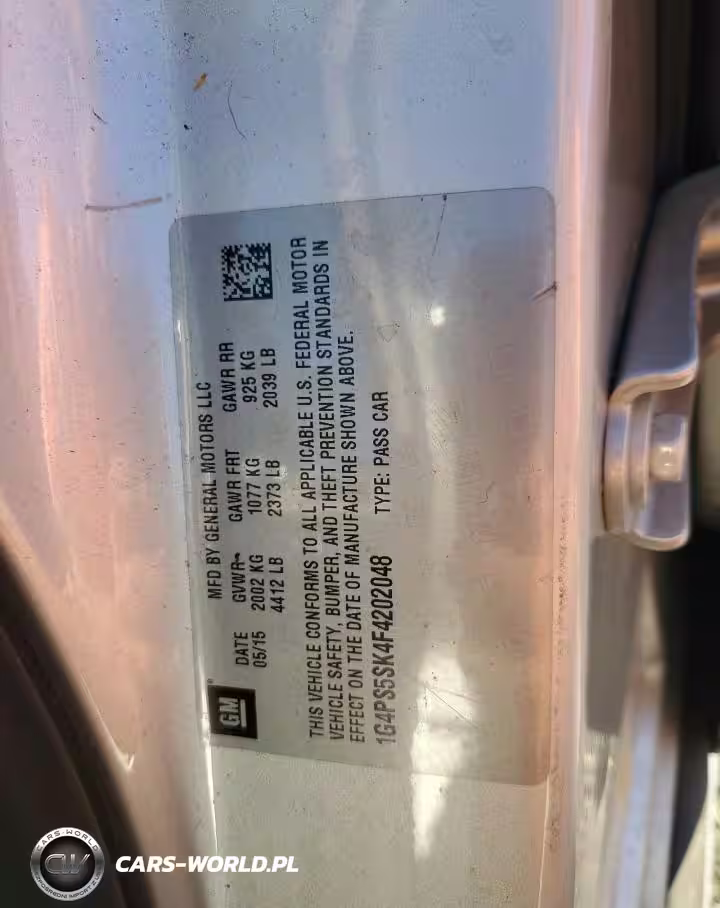 GM
MFD BY GENERAL MOTORS LLC
DATE GVWR GAWR FRT GAWR RR
05/15 2002 KG 1077 KG 925 KG
4412 LB 2373 LB 2039 LB
THIS VEHICLE CONFORMS TO ALL APPLICABLE U.S. FEDERAL MOTOR
VEHICLE SAFETY, BUMPER, AND THEFT PREVENTION STANDARDS IN
EFFECT ON THE DATE OF MANUFACTURE SHOWN ABOVE.
1G4PS5SK4F4202048 TYPE: PASS CAR
CARS-WORLD
CW
CARS-WORLD.PL